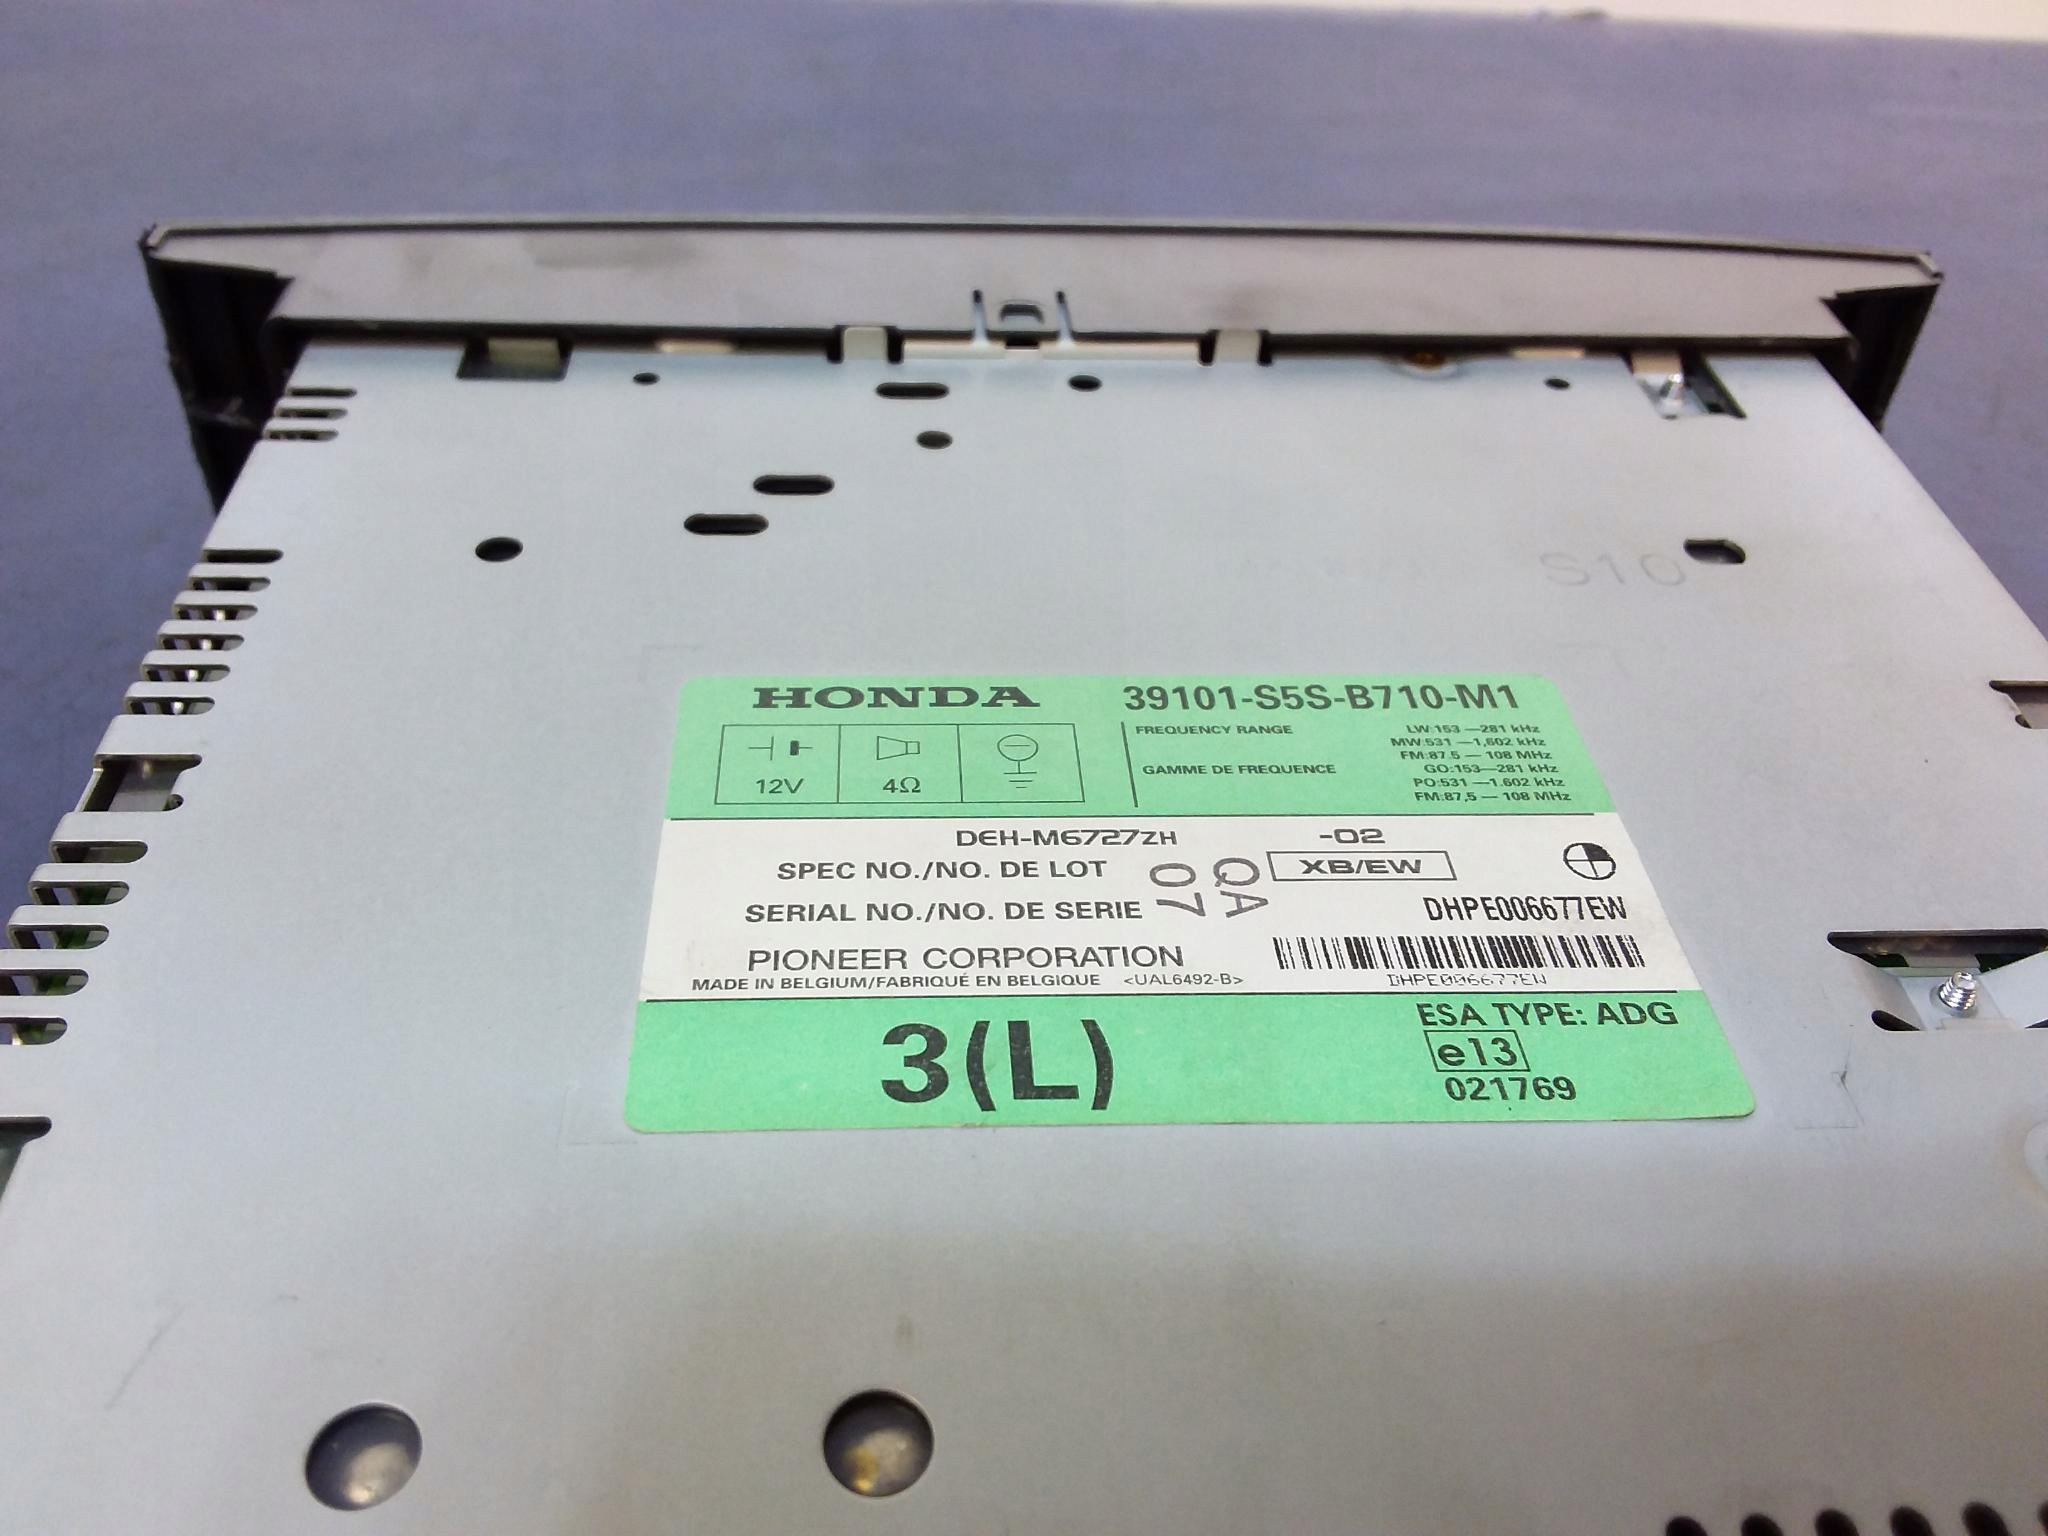 S10
HONDA 39101-S5S-B710-M1
12V 4Ω
FREQUENCY RANGE LW:153 —281 kHz
MW:531 —1,602 kHz
FM:87.5 — 108 MHz
GAMME DE FREQUENCE GO:153—281 kHz
PO:531 —1.602 kHz
FM:87,5 — 108 MHz
DEH-M6727ZH -02
SPEC NO./NO. DE LOT XB/EW
QA
07
SERIAL NO./NO. DE SERIE DHPE006677EW
PIONEER CORPORATION
MADE IN BELGIUM/FABRIQUÉ EN BELGIQUE <UAL6492-B> DHPE006677EW
3(L)
ESA TYPE: ADG
e13
021769